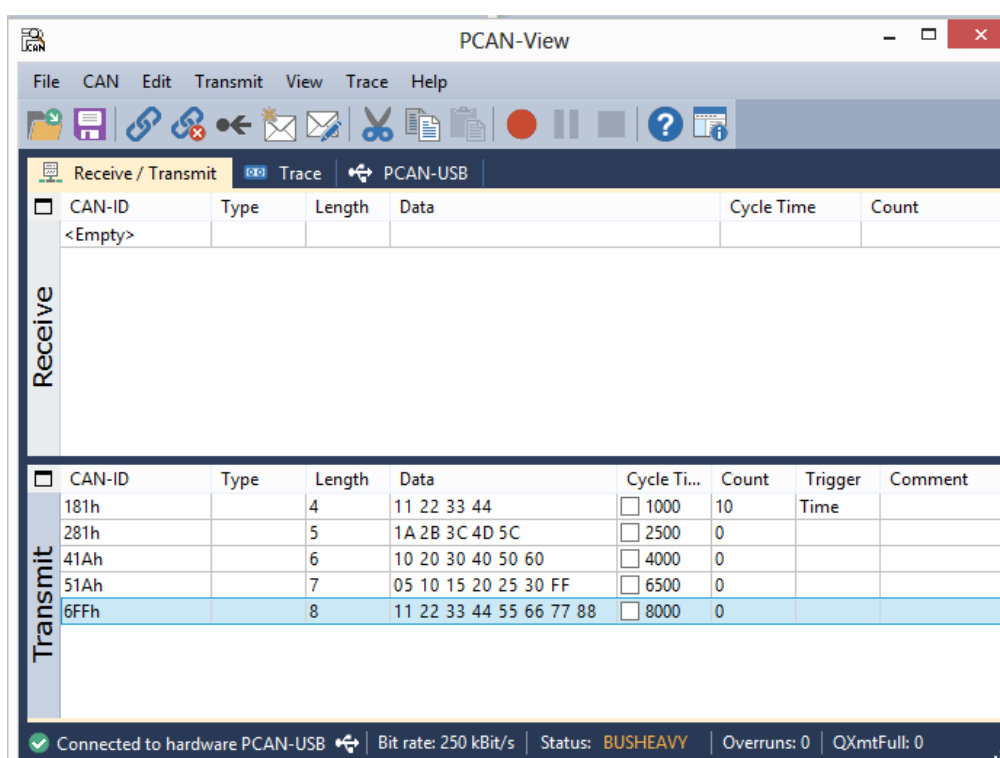 PCAN-View
File CAN Edit Transmit View Trace Help
Receive / Transmit Trace PCAN-USB
CAN-ID Type Length Data Cycle Time Count
<Empty>
Receive
CAN-ID Type Length Data Cycle Ti... Count Trigger Comment
181h 4 11 22 33 44 1000 10 Time
281h 5 1A 2B 3C 4D 5C 2500 0
41Ah 6 10 20 30 40 50 60 4000 0
51Ah 7 05 10 15 20 25 30 FF 6500 0
6FFh 8 11 22 33 44 55 66 77 88 8000 0
Transmit
Connected to hardware PCAN-USB Bit rate: 250 kBit/s Status: BUSHEAVY Overruns: 0 QXmtFull: 0